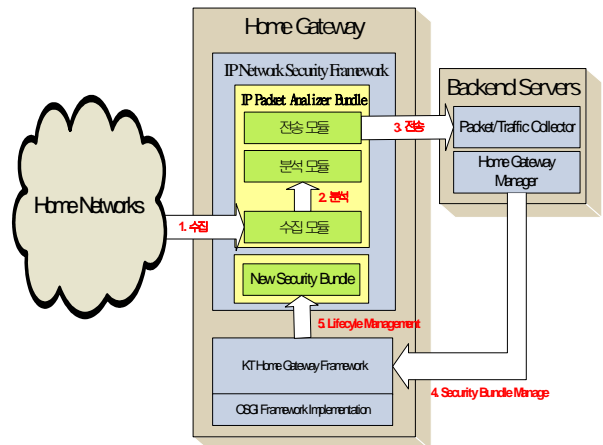 Home Gateway
IP Network Security Framework
IP Packet Analizer Bundle
전송 모듈
분석 모듈
수집 모듈
New Security Bundle
Home Networks
1. 수집
2. 분석
3. 전송
Backend Servers
Packet/Traffic Collector
Home Gateway
Manager
5. Lifecyle Management
4. Security Bundle Manage
KT Home Gateway Framework
OSGI Framework Implementation